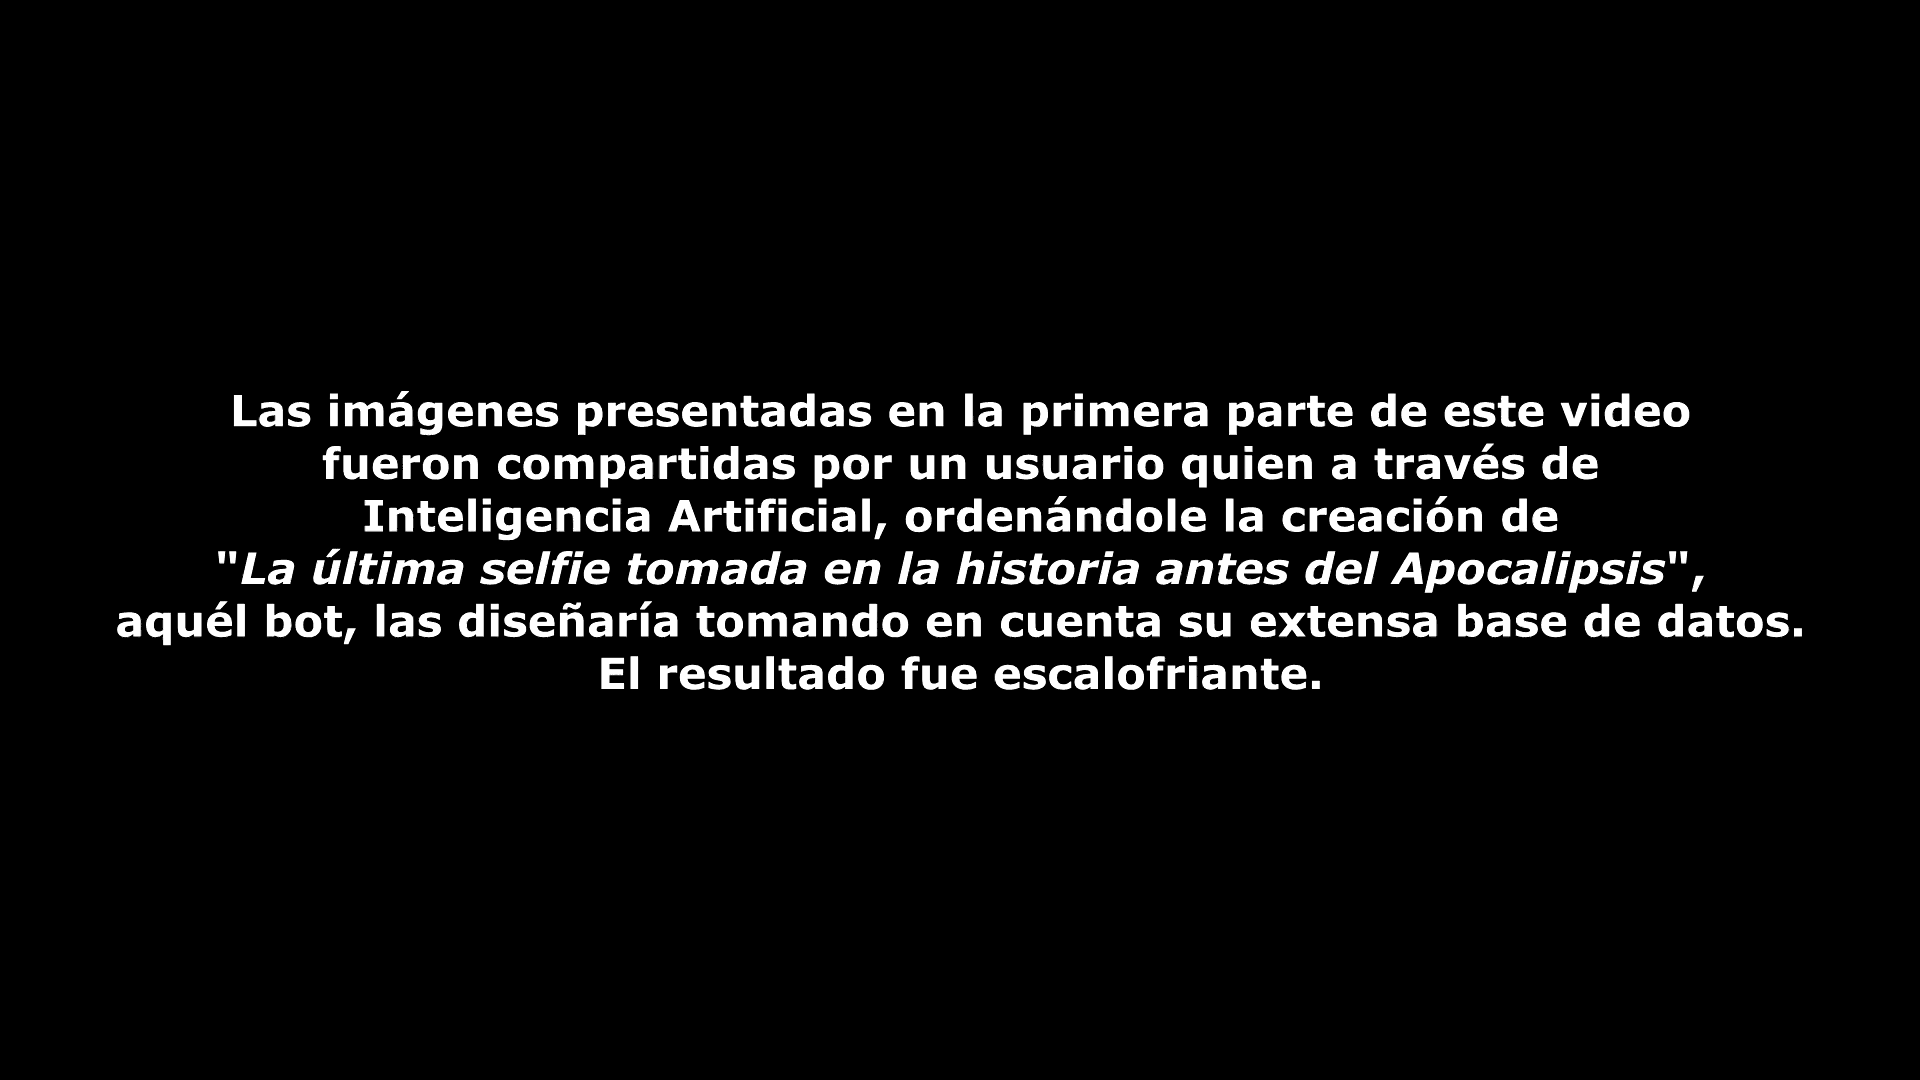 Las imágenes presentadas en la primera parte de este video
fueron compartidas por un usuario quien a través de
Inteligencia Artificial, ordenándole la creación de
"La última selfie tomada en la historia antes del Apocalipsis",
aquél bot, las diseñaría tomando en cuenta su extensa base de datos.
El resultado fue escalofriante.